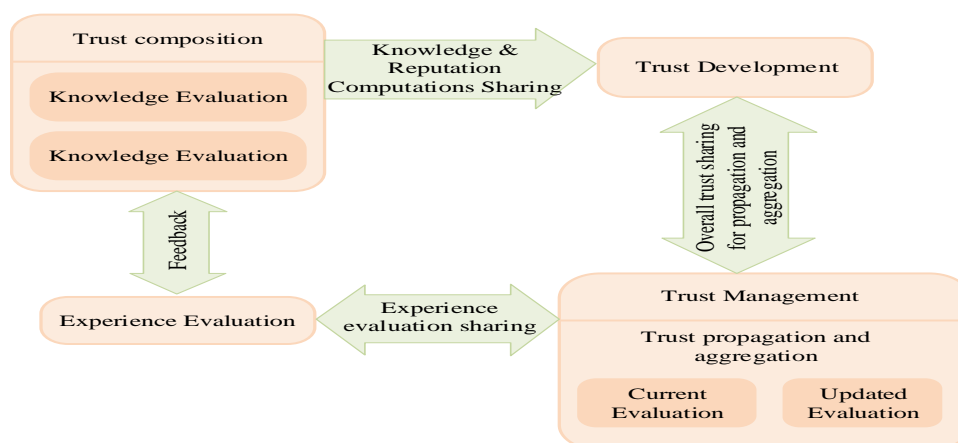 Trust composition
Knowledge Evaluation
Knowledge Evaluation
Knowledge &
Reputation
Computations Sharing
Trust Development
Overall trust sharing
for propagation and
aggregation
Feedback
Experience Evaluation
Experience
evaluation sharing
Trust Management
Trust propagation and
aggregation
Current
Evaluation
Updated
Evaluation